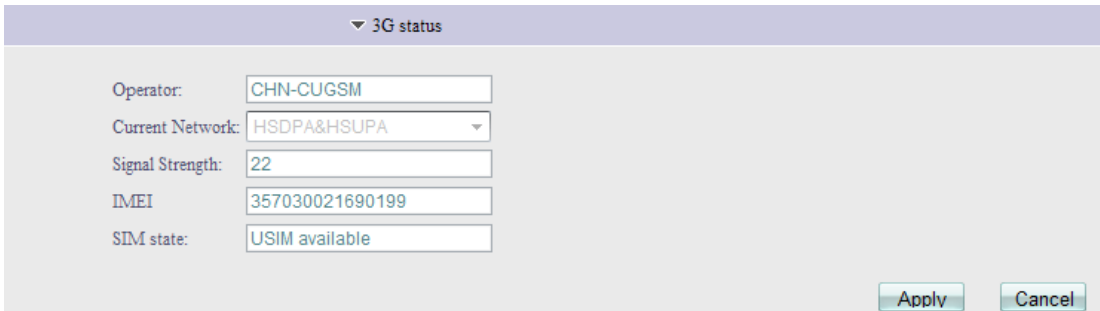 3G status
Operator: CHN-CUGSM
Current Network: HSDPA&HSUPA
Signal Strength: 22
IMEI 357030021690199
SIM state: USIM available
Apply Cancel